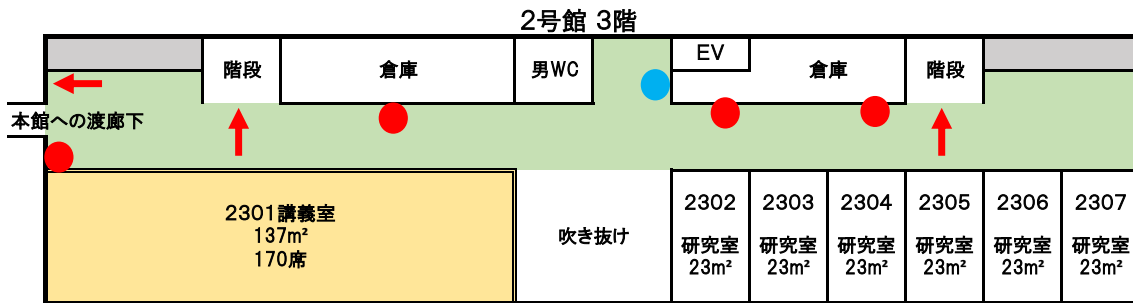 2号館 3階
階段
倉庫
男WC
EV
倉庫
階段
本館への渡廊下
2301講義室
137m²
170席
吹き抜け
2302
研究室
23m²
2303
研究室
23m²
2304
研究室
23m²
2305
研究室
23m²
2306
研究室
23m²
2307
研究室
23m²